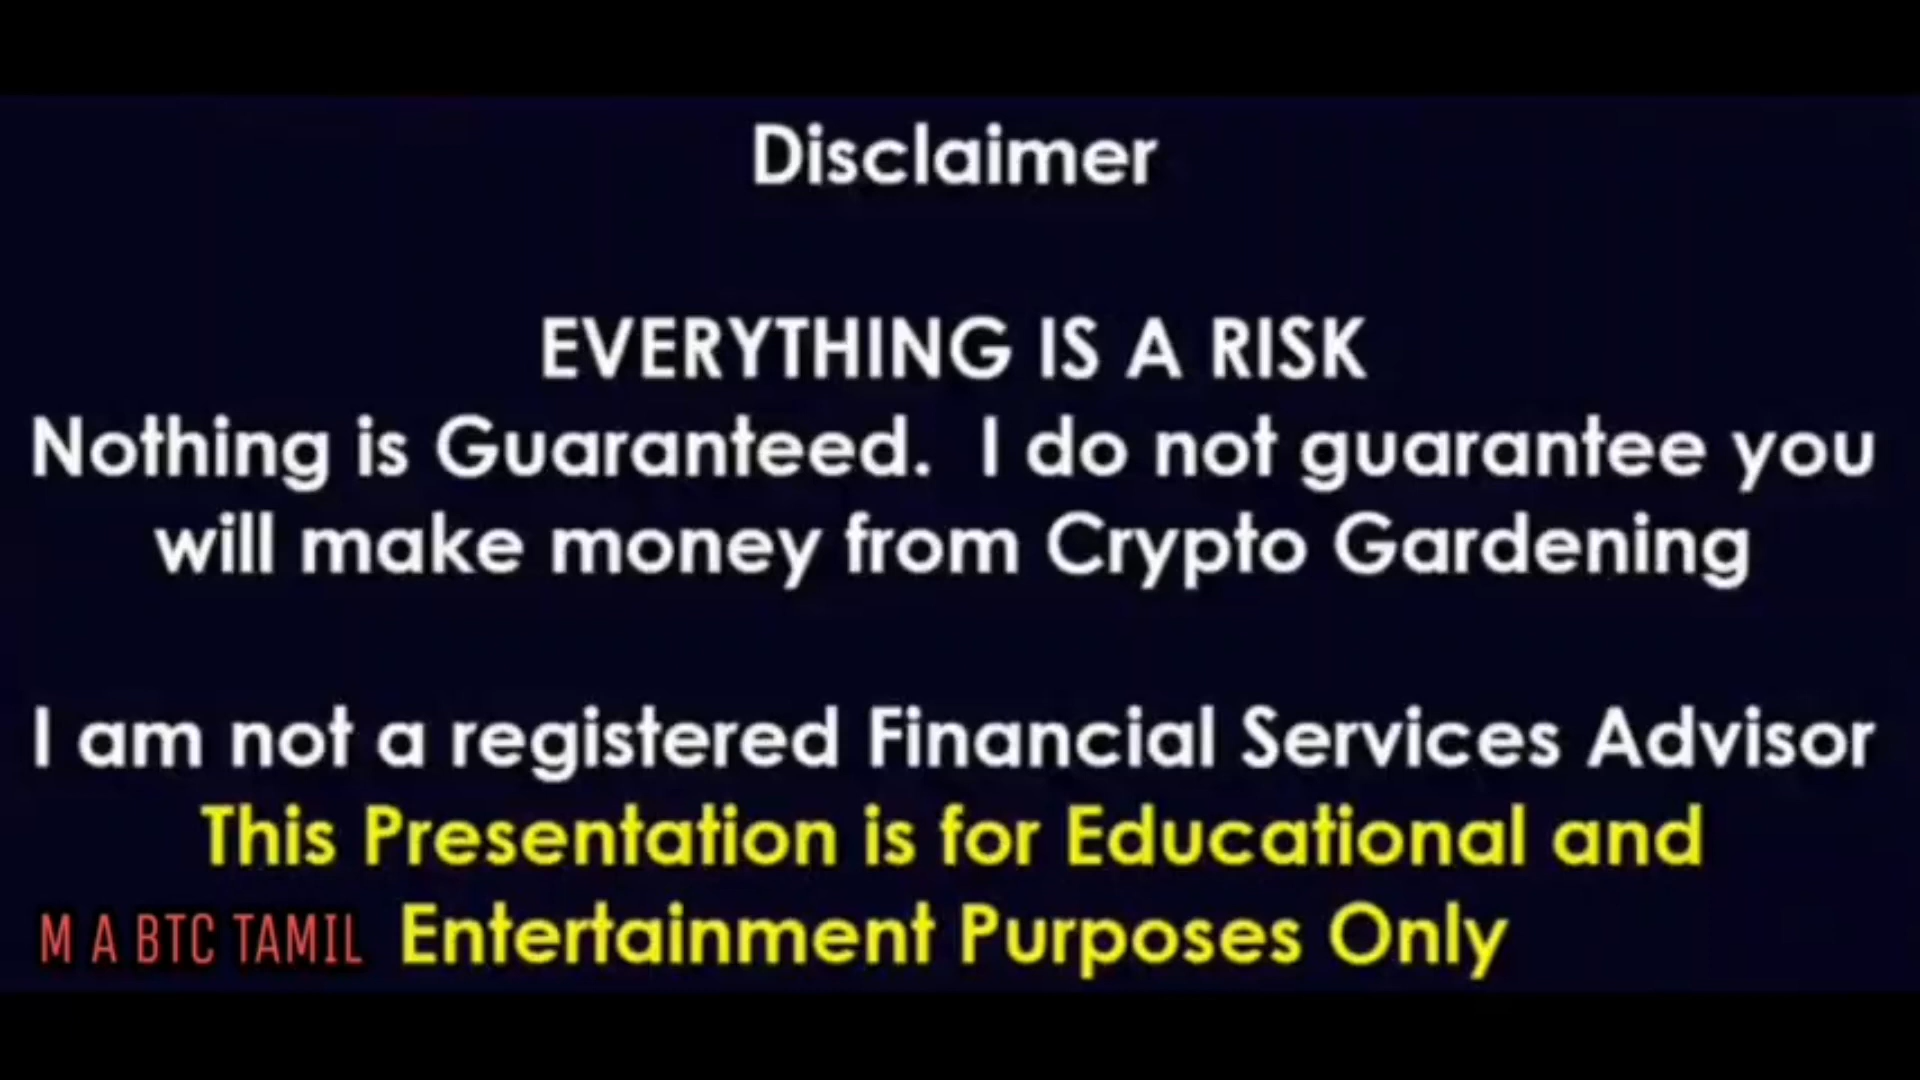 Disclaimer
EVERYTHING IS A RISK
Nothing is Guaranteed.  I do not guarantee you
will make money from Crypto Gardening
I am not a registered Financial Services Advisor
This Presentation is for Educational and
M A BTC TAMIL
Entertainment Purposes Only